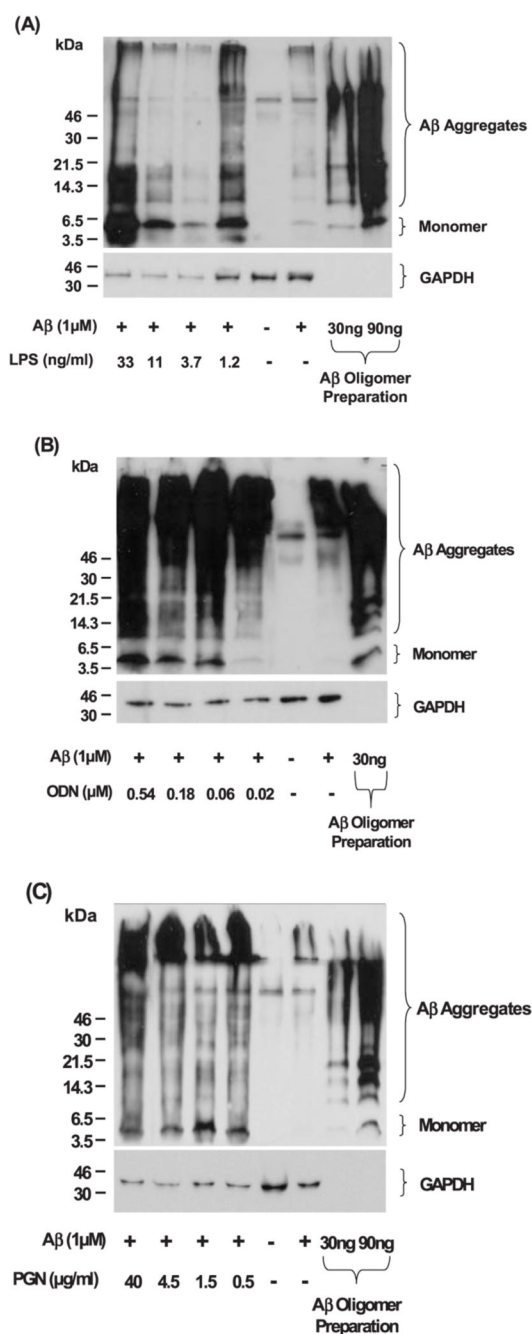 (A)
kDa
46
30
21.5
14.3
6.5
3.5
Aβ Aggregates
Monomer
46
30
GAPDH
Aβ (1μM) + + + + - + 30ng 90ng
LPS (ng/ml) 33 11 3.7 1.2 - -
Aβ Oligomer
Preparation
(B)
kDa
46
30
21.5
14.3
6.5
3.5
Aβ Aggregates
Monomer
46
30
GAPDH
Aβ (1μM) + + + + - + 30ng
ODN (μM) 0.54 0.18 0.06 0.02 - -
Aβ Oligomer
Preparation
(C)
kDa
46
30
21.5
14.3
6.5
3.5
Aβ Aggregates
Monomer
46
30
GAPDH
Aβ (1μM) + + + + - + 30ng 90ng
PGN (μg/ml) 40 4.5 1.5 0.5 - -
Aβ Oligomer
Preparation